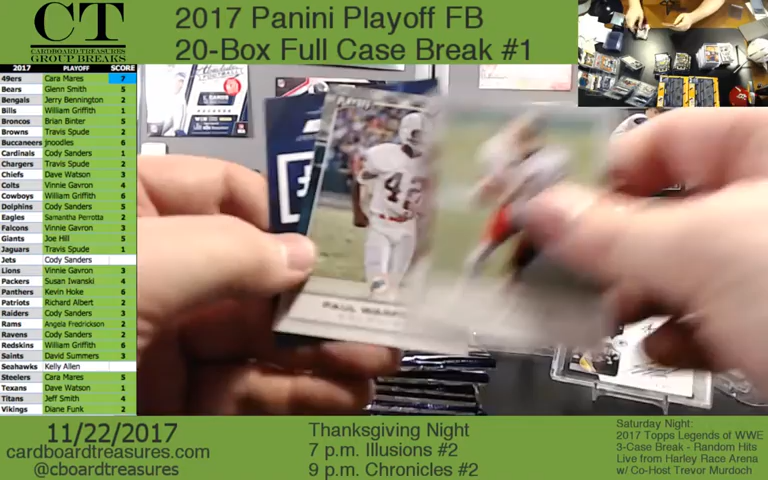 CT
CARDBOARD TREASURES
GROUP BREAKS
2017 Panini Playoff FB
20-Box Full Case Break #1
2017 PLAYOFF SCORE
49ers Cara Mares 7
Bears Glenn Smith 5
Bengals Jerry Bennington 2
Bills William Griffith 1
Broncos Brian Binter 5
Browns Travis Spude 2
Buccaneers jnoodles 6
Cardinals Cody Sanders 1
Chargers Travis Spude 2
Chiefs Dave Watson 3
Colts Vinnie Gavron 4
Cowboys William Griffith 6
Dolphins Cody Sanders 5
Eagles Samantha Perrotta 2
Falcons Vinnie Gavron 3
Giants Joe Hill 5
Jaguars Travis Spude 1
Jets Cody Sanders
Lions Vinnie Gavron 3
Packers Susan Iwanski 4
Panthers Kevin Hoke 6
Patriots Richard Albert 2
Raiders Cody Sanders 3
Rams Angela Fredrickson 2
Ravens Cody Sanders 2
Redskins William Griffith 6
Saints David Summers 3
Seahawks Kelly Allen
Steelers Cara Mares 5
Texans Dave Watson 1
Titans Jeff Smith 4
Vikings Diane Funk 2
PLAYOFF
42
PAUL
11/22/2017
cardboardtreasures.com
@cboardtreasures
Thanksgiving Night
7 p.m. Illusions #2
9 p.m. Chronicles #2
Saturday Night:
2017 Topps Legends of WWE
3-Case Break - Random Hits
Live from Harley Race Arena
w/ Co-Host Trevor Murdoch